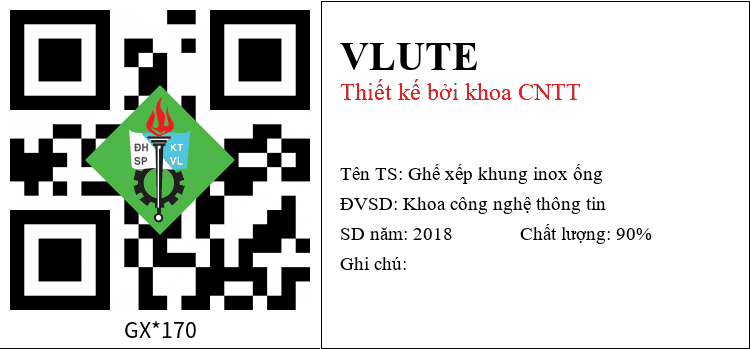 ĐH KT
SP VL
GX*170
VLUTE
Thiết kế bởi khoa CNTT
Tên TS: Ghế xếp khung inox ống
ĐVSD: Khoa công nghệ thông tin
SD năm: 2018 Chất lượng: 90%
Ghi chú: